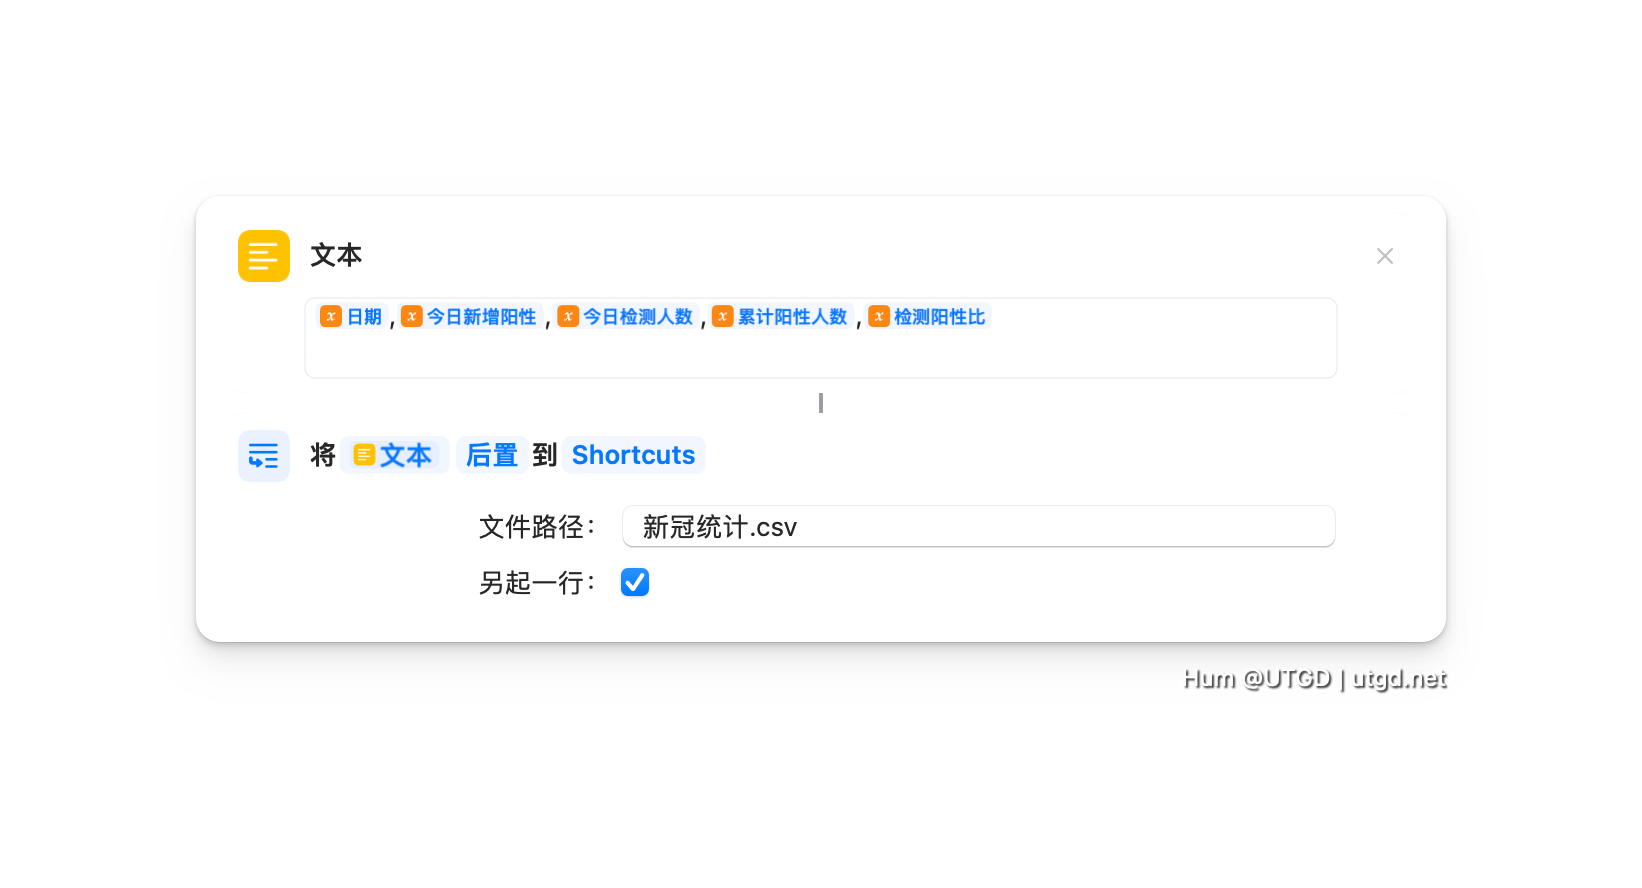 文本
日期,今日新增阳性,今日检测人数,累计阳性人数,检测阳性比
将 文本 后置 到 Shortcuts
文件路径: 新冠统计.csv
另起一行:
Hum @UTGD | utgd.net